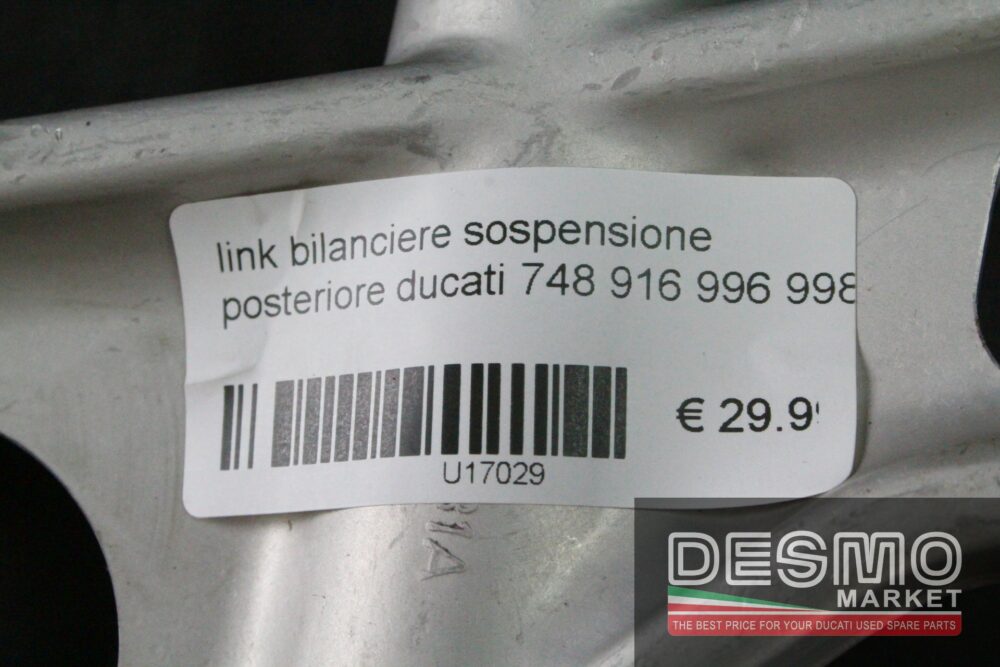 link bilanciere sospensione
posteriore ducati 748 916 996 998
€ 29.9
U17029
81A
DESMO
MARKET
THE BEST PRICE FOR YOUR DUCATI USED SPARE PARTS